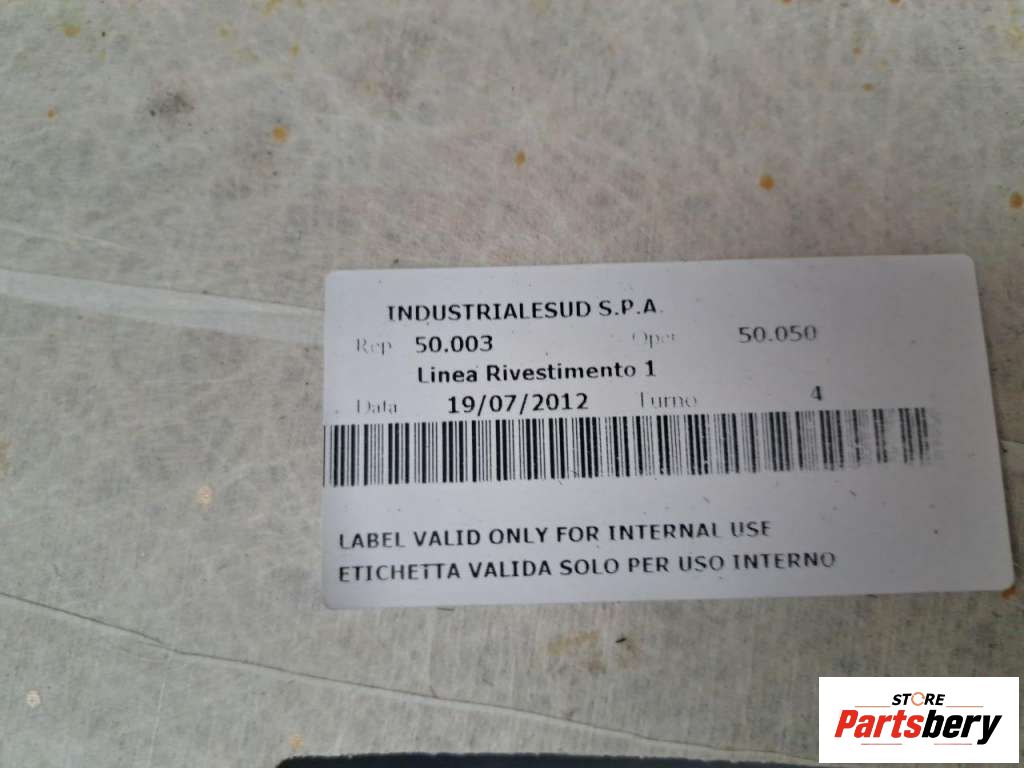 INDUSTRIALESUD S.P.A.
Rep 50.003 Oper 50.050
Linea Rivestimento 1
Data 19/07/2012 Turno 4
LABEL VALID ONLY FOR INTERNAL USE
ETICHETTA VALIDA SOLO PER USO INTERNO
STORE
Partsbery